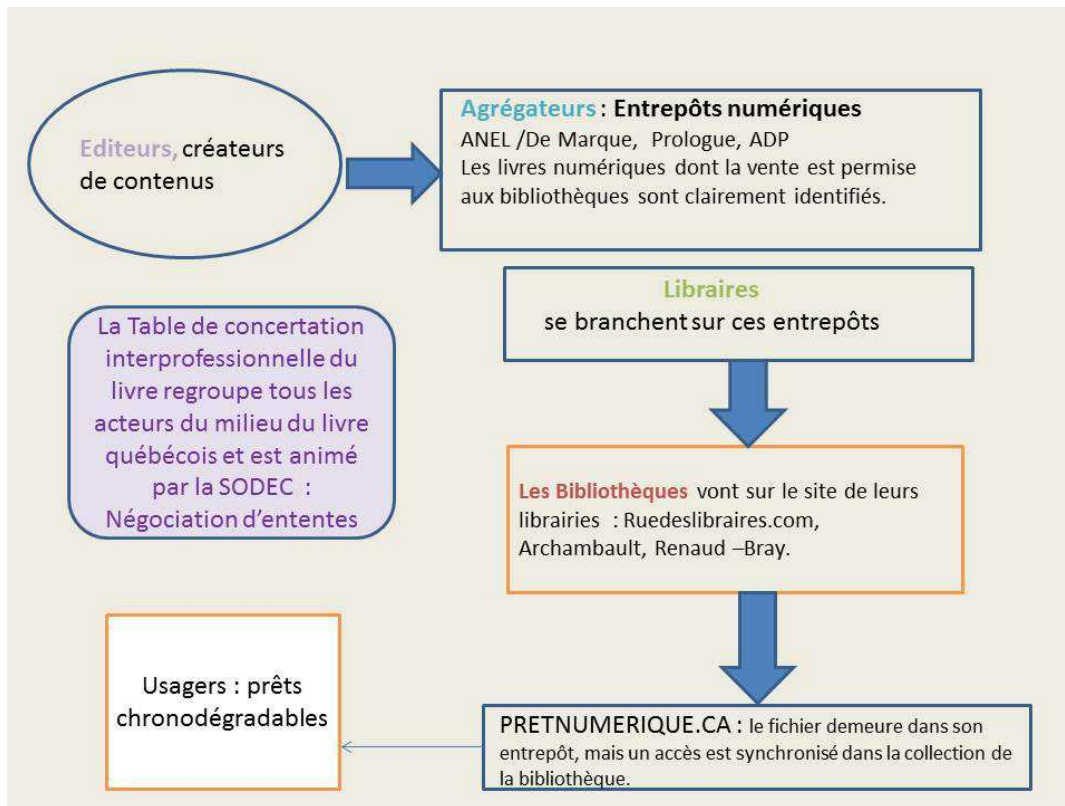 Editeurs, créateurs
de contenus
Agrégateurs : Entrepôts numériques
ANEL /De Marque, Prologue, ADP
Les livres numériques dont la vente est permise
aux bibliothèques sont clairement identifiés.
Libraires
se branchent sur ces entrepôts
La Table de concertation
interprofessionnelle du
livre regroupe tous les
acteurs du milieu du livre
québécois et est animé
par la SODEC :
Négociation d'ententes
Les Bibliothèques vont sur le site de leurs
librairies : Ruedeslibraires.com,
Archambault, Renaud –Bray.
Usagers : prêts
chronodégradables
PRETNUMERIQUE.CA : le fichier demeure dans son
entrepôt, mais un accès est synchronisé dans la collection de
la bibliothèque.